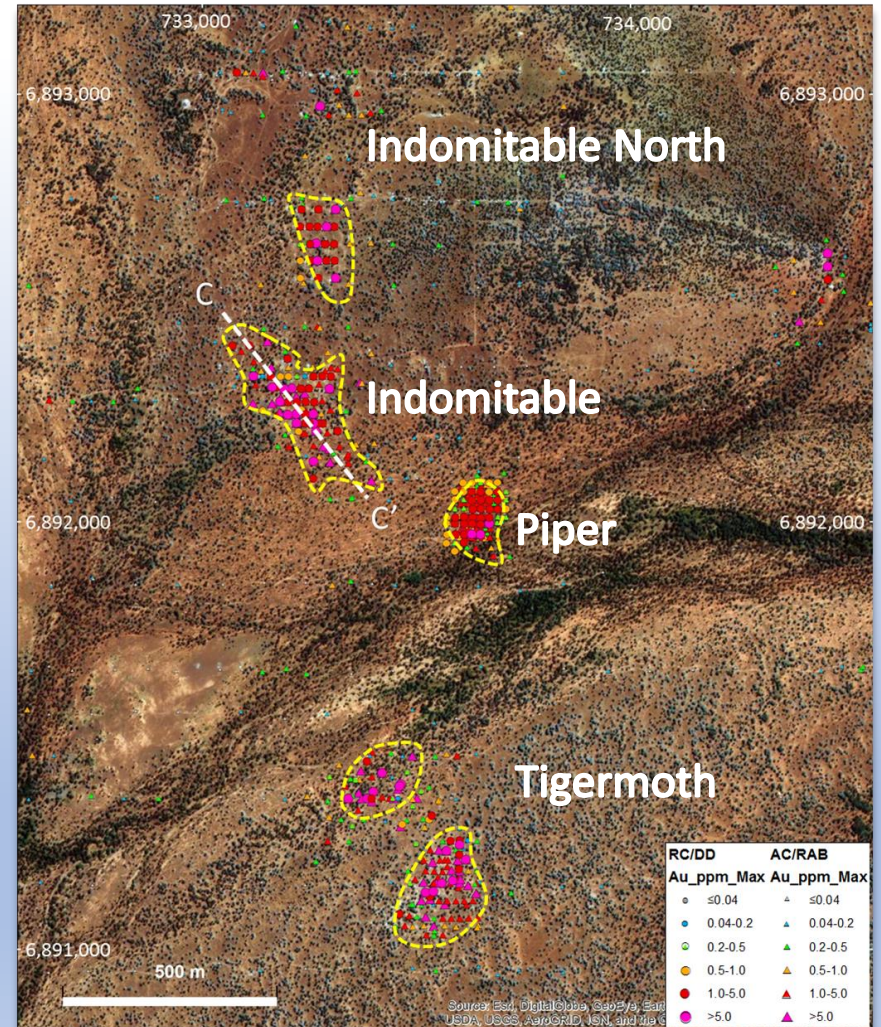 733,000 734,000
6,893,000 6,893,000
Indomitable North
C
Indomitable
C’
6,892,000 Piper 6,892,000
Tigermoth
RC/DD AC/RAB
Au_ppm_Max Au_ppm_Max
≤0.04 ≤0.04
0.04-0.2 0.04-0.2
0.2-0.5 0.2-0.5
0.5-1.0 0.5-1.0
1.0-5.0 1.0-5.0
>5.0 >5.0
6,891,000
500 m
Source: Esri, DigitalGlobe, GeoEye, Eart
USDA, USGS, AeroGRID, IGN, and the G